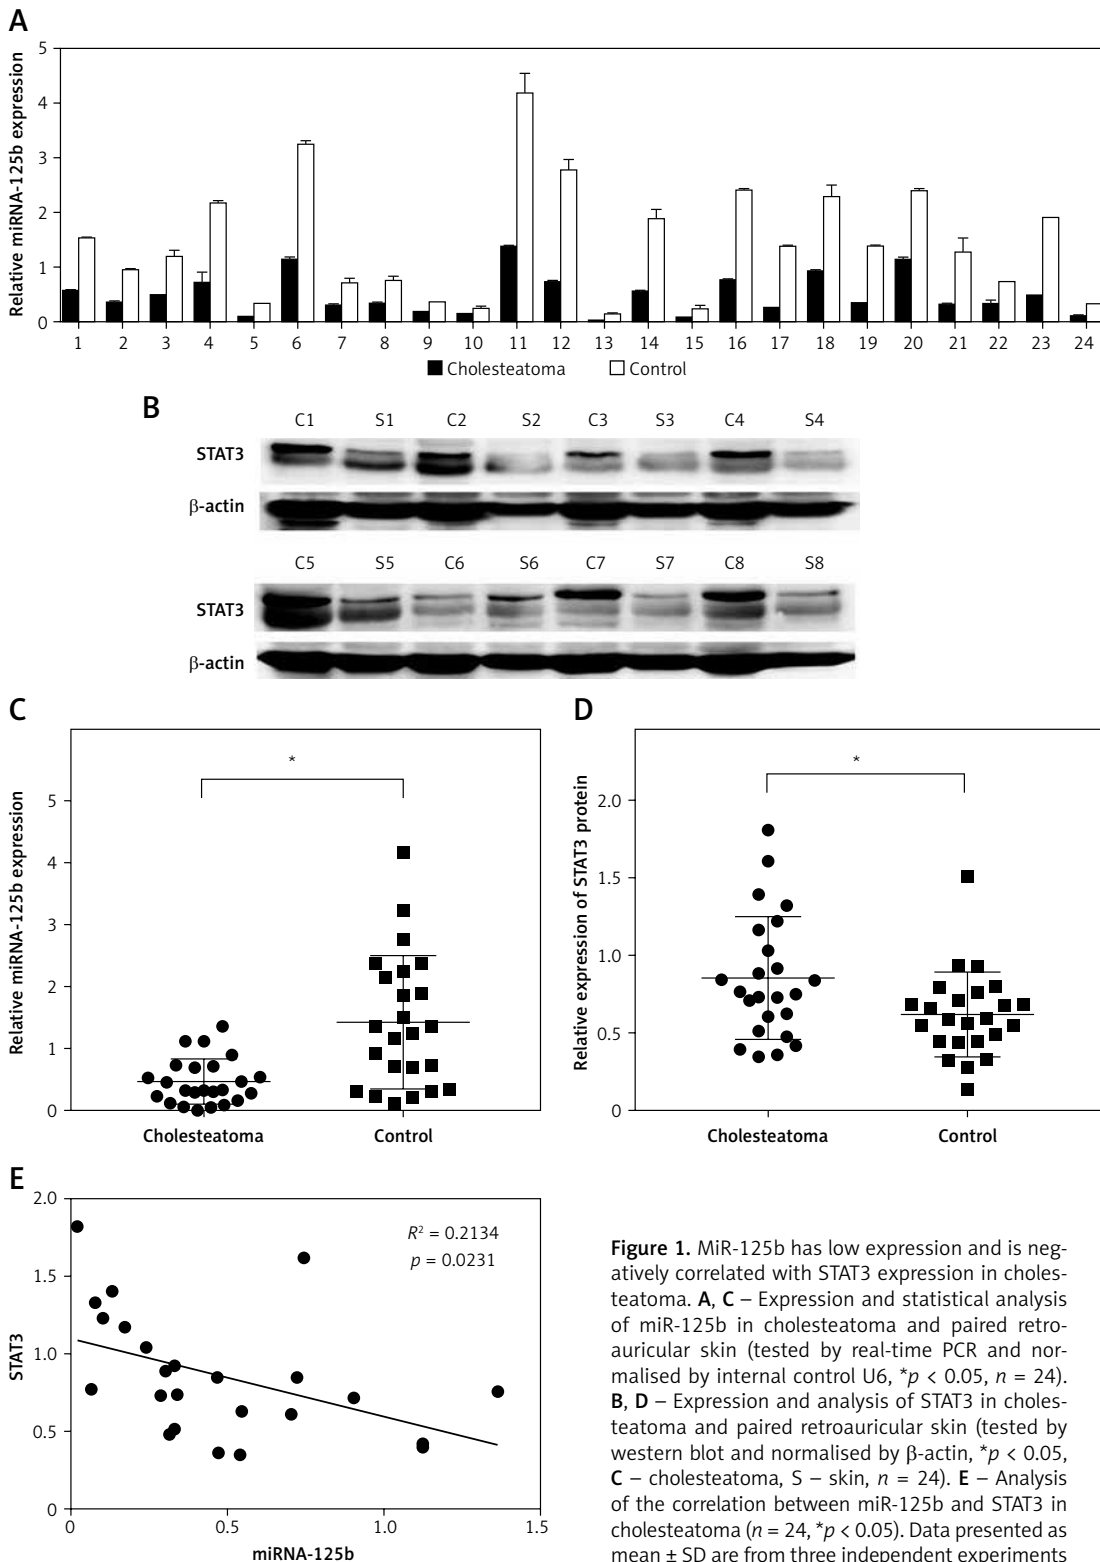 A
Relative miRNA-125b expression
5
4
3
2
1
0
1 2 3 4 5 6 7 8 9 10 11 12 13 14 15 16 17 18 19 20 21 22 23 24
Cholesteatoma Control
B
C1 S1 C2 S2 C3 S3 C4 S4
STAT3
β-actin
C5 S5 C6 S6 C7 S7 C8 S8
STAT3
β-actin
C
Relative miRNA-125b expression
5
4
3
2
1
0
*
Cholesteatoma Control
D
Relative expression of STAT3 protein
2.0
1.5
1.0
0.5
0
*
Cholesteatoma Control
E
STAT3
2.0
1.5
1.0
0.5
0
R² = 0.2134
p = 0.0231
0 0.5 1.0 1.5
miRNA-125b
Figure 1. MiR-125b has low expression and is neg-
atively correlated with STAT3 expression in choles-
teatoma. A, C – Expression and statistical analysis
of miR-125b in cholesteatoma and paired retro-
auricular skin (tested by real-time PCR and nor-
malised by internal control U6, *p < 0.05, n = 24).
B, D – Expression and analysis of STAT3 in choles-
teatoma and paired retroauricular skin (tested by
western blot and normalised by β-actin, *p < 0.05,
C – cholesteatoma, S – skin, n = 24). E – Analysis
of the correlation between miR-125b and STAT3 in
cholesteatoma (n = 24, *p < 0.05). Data presented as
mean ± SD are from three independent experiments